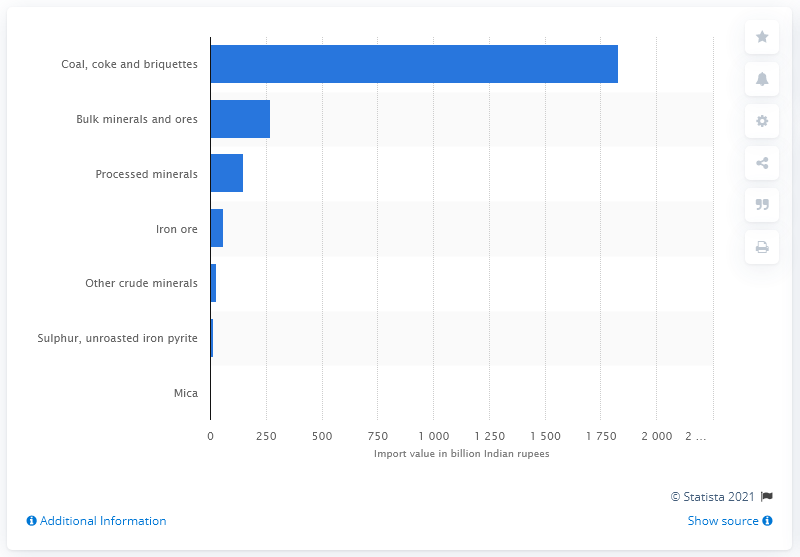 Coal, coke and briquettes
Bulk minerals and ores
Processed minerals
Iron ore
Other crude minerals
Sulphur, unroasted iron pyrite
Mica
0 250 500 750 1 000 1 250 1 500 1 750 2 000 2 ...
Import value in billion Indian rupees
© Statista 2021
Additional Information
Show source